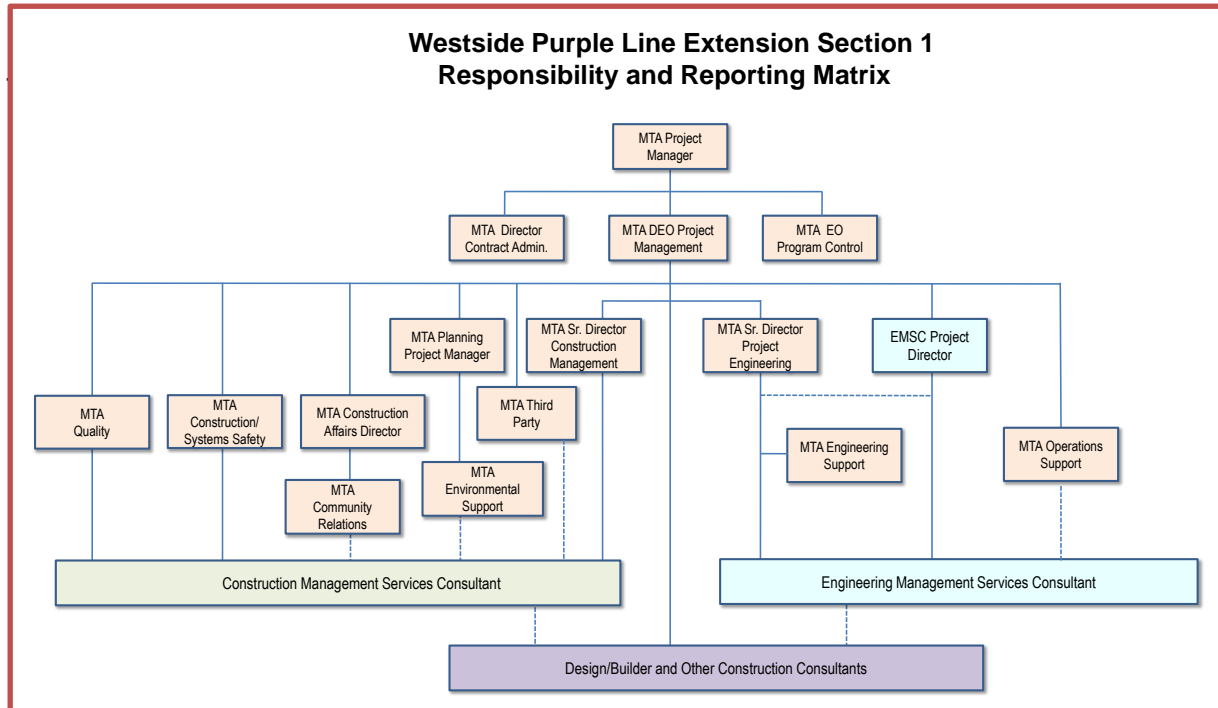 Westside Purple Line Extension Section 1
Responsibility and Reporting Matrix
MTA Project
Manager
MTA Director
Contract Admin.
MTA DEO Project
Management
MTA EO
Program Control
MTA Planning
Project Manager
MTA Sr. Director
Construction
Management
MTA Sr. Director
Project
Engineering
EMSC Project
Director
MTA
Quality
MTA
Construction/
Systems Safety
MTA Construction
Affairs Director
MTA Third
Party
MTA Engineering
Support
MTA Operations
Support
MTA
Community
Relations
MTA
Environmental
Support
Construction Management Services Consultant
Engineering Management Services Consultant
Design/Builder and Other Construction Consultants